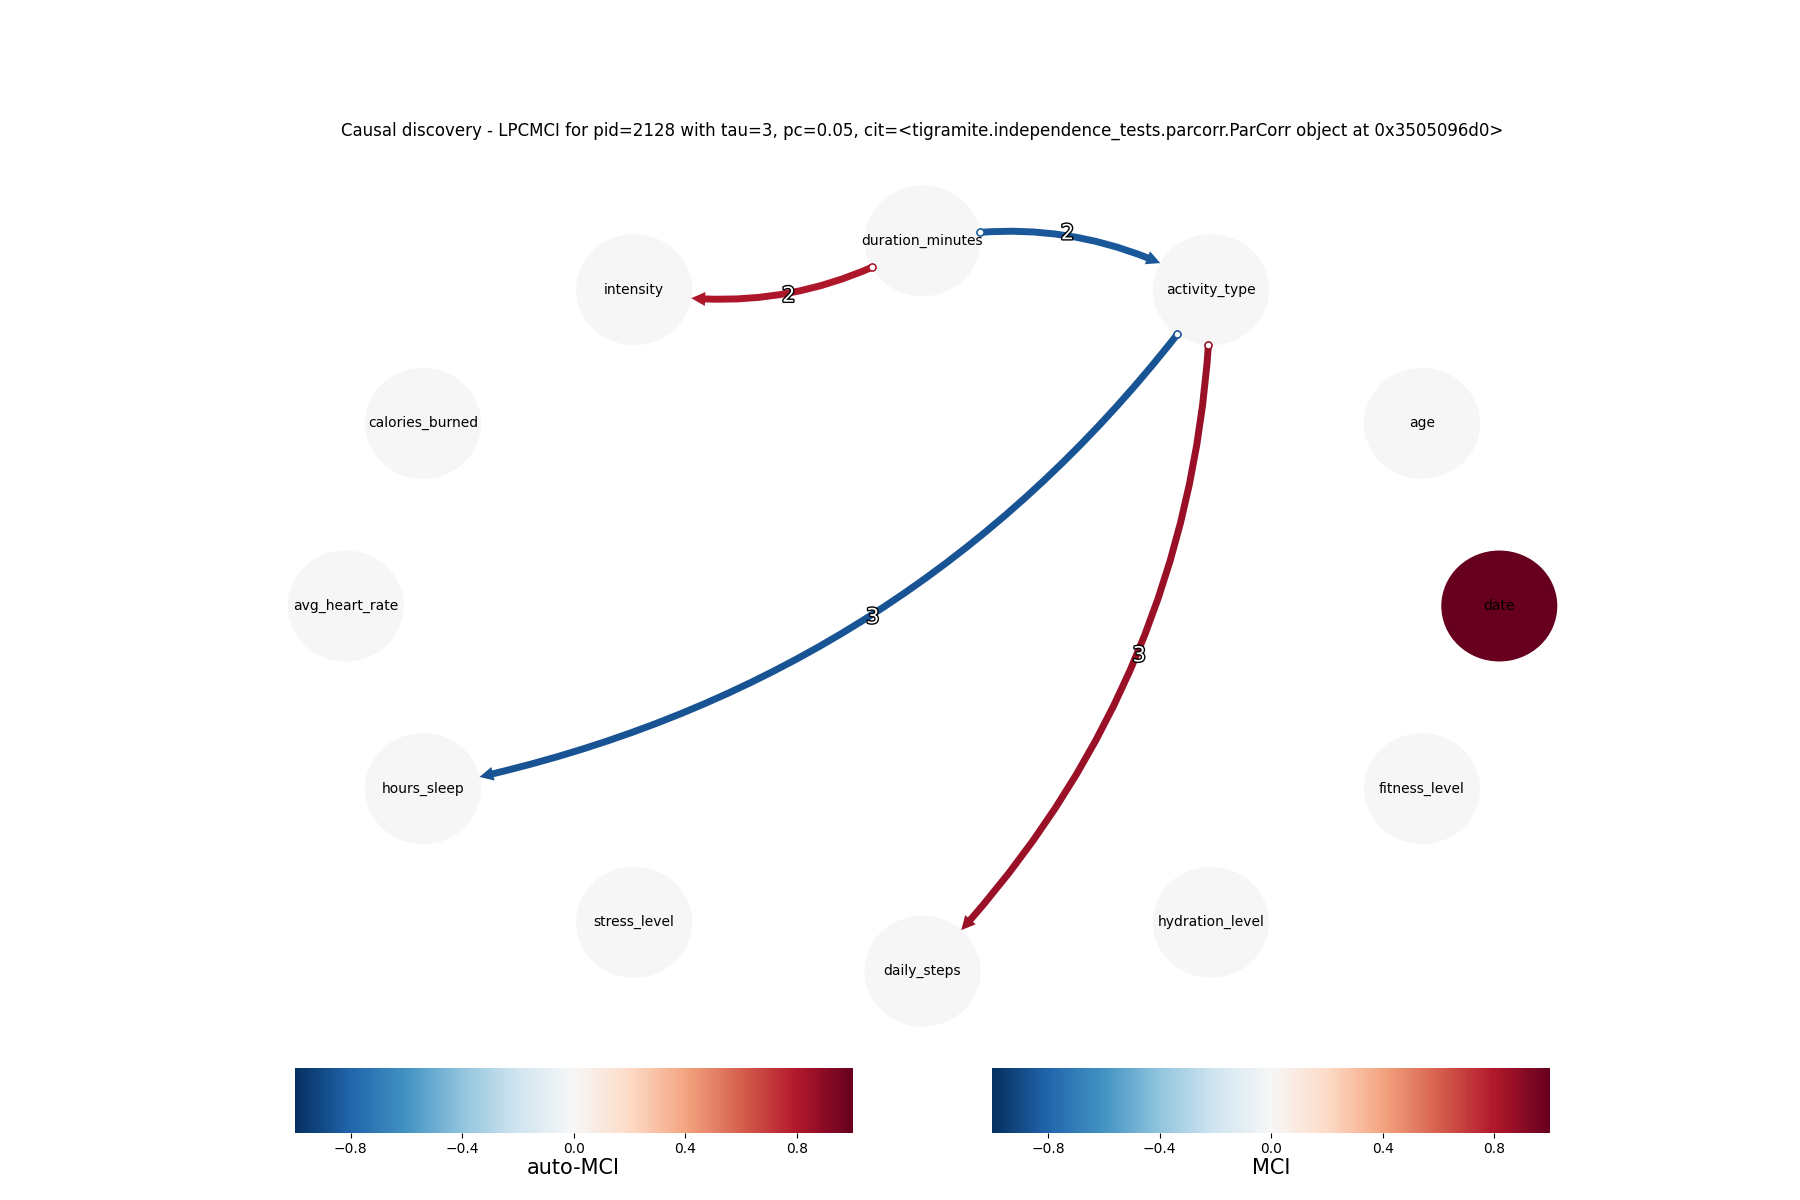 Causal discovery - LPCMCI for pid=2128 with tau=3, pc=0.05, cit=<tigramite.independence_tests.parcorr.ParCorr object at 0x3505096d0>
duration_minutes
2
intensity
2
activity_type
calories_burned
age
avg_heart_rate
date
3
3
hours_sleep
fitness_level
stress_level
hydration_level
daily_steps
−0.8 −0.4 0.0 0.4 0.8
auto-MCI
−0.8 −0.4 0.0 0.4 0.8
MCI